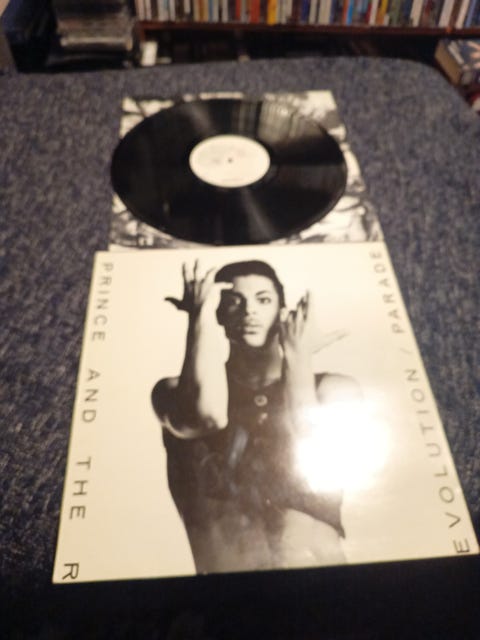 PRINCE AND THE R
EVOLUTION / PARADE